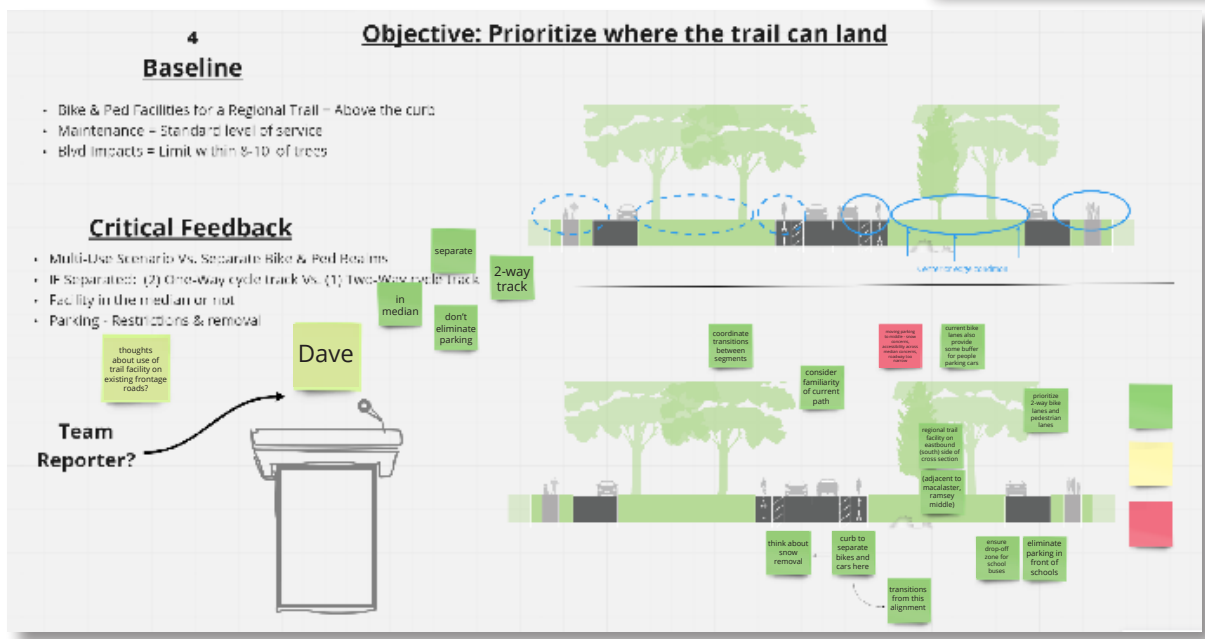 Objective: Prioritize where the trail can land
4
Baseline
Bike & Ped Facilities for a Regional Trail – Above the curb
Maintenance – Standard level of service
Blvd Impacts = Limit within 8-10' of trees
Critical Feedback
Multi-Use Scenario Vs. Separate Bike & Ped Realms
IF Separated: (2) One-Way cycle track Vs. (1) Two-Way cycle track
Facility in the median or not
Parking - Restrictions & removal
separate
2-way
track
in
median
don't
eliminate
parking
thoughts
about use of
trail facility on
existing frontage
roads?
Dave
Team
Reporter?
Center or edge condition
coordinate
transitions
between
segments
consider
familiarity
of current
path
current bike
lanes also
provide
some buffer
for people
parking cars
prioritize
2-way bike
lanes and
pedestrian
lanes
regional trail
facility on
eastbound
(south) side of
cross section
(adjacent to
macalaster,
ramsey
middle)
think about
snow
removal
curb to
separate
bikes and
cars here
transitions
from this
alignment
ensure
drop-off
zone for
school
buses
eliminate
parking in
front of
schools